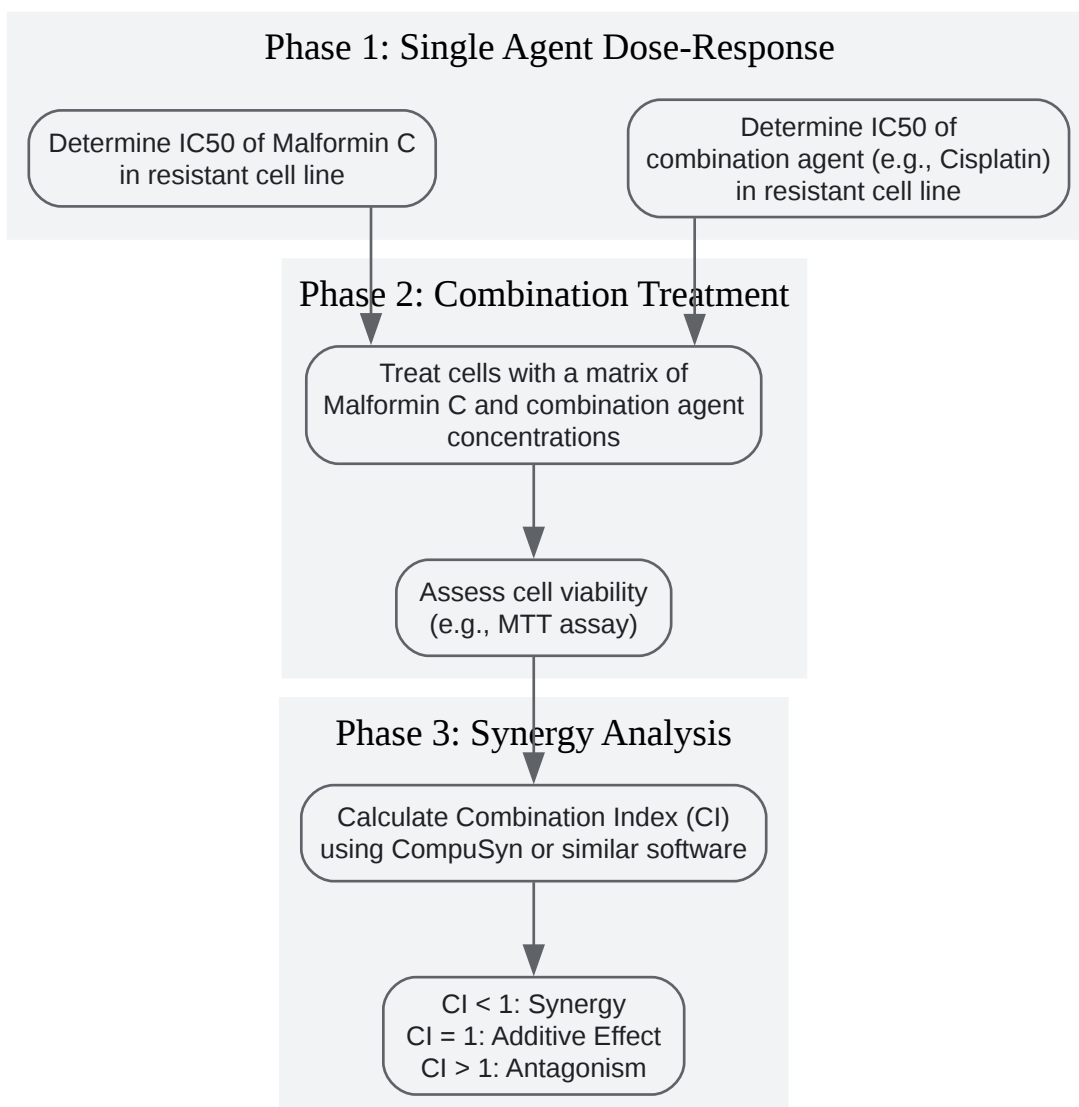 Phase 1: Single Agent Dose-Response
Determine IC50 of Malformin C
in resistant cell line
Determine IC50 of
combination agent (e.g., Cisplatin)
in resistant cell line
Phase 2: Combination Treatment
Treat cells with a matrix of
Malformin C and combination agent
concentrations
Assess cell viability
(e.g., MTT assay)
Phase 3: Synergy Analysis
Calculate Combination Index (CI)
using CompuSyn or similar software
CI < 1: Synergy
CI = 1: Additive Effect
CI > 1: Antagonism